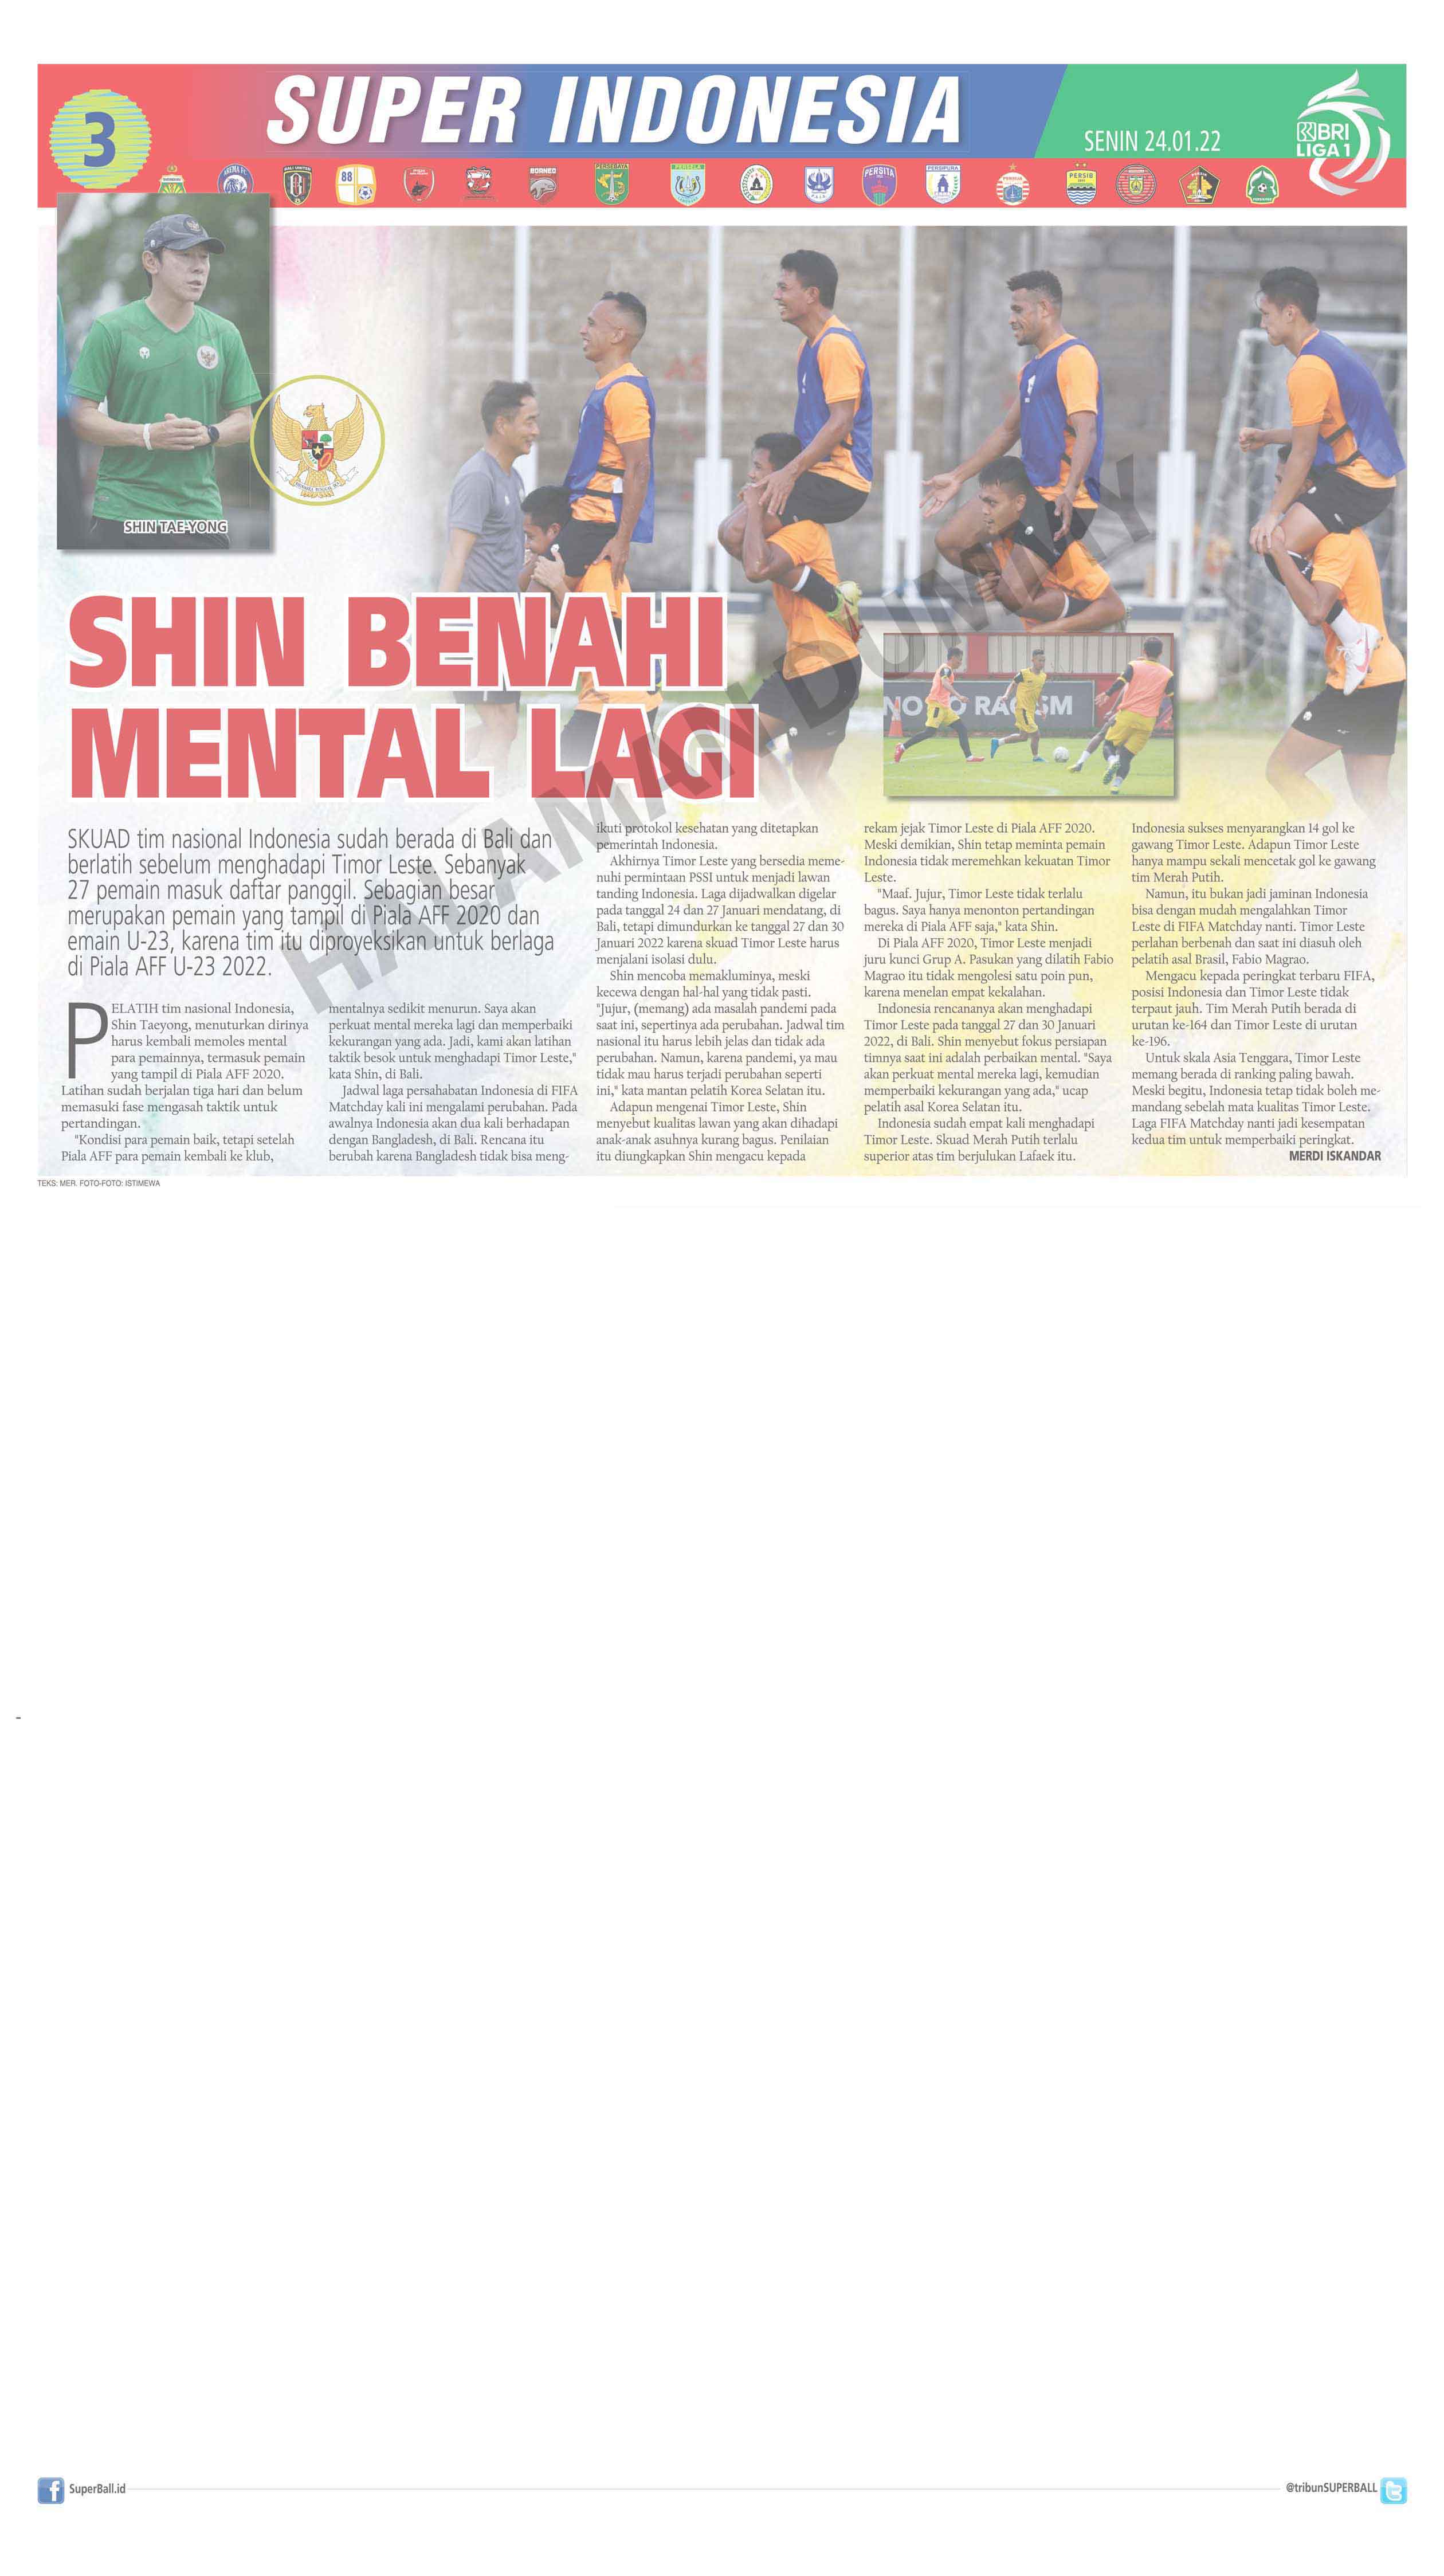 3
SUPER INDONESIA
SENIN 24.01.22
BRI
LIGA 1
BALI UNITED
88
BORNEO
PERSEBAYA
PERSELA
PERSITA
PERSIPURA
PERSIB
SHIN TAE-YONG
NO TO RACISM
HALAMAN DUMMY
SHIN BENAHI
MENTAL LAGI
SKUAD tim nasional Indonesia sudah berada di Bali dan
berlatih sebelum menghadapi Timor Leste. Sebanyak
27 pemain masuk daftar panggil. Sebagian besar
merupakan pemain yang tampil di Piala AFF 2020 dan
emain U-23, karena tim itu diproyeksikan untuk berlaga
di Piala AFF U-23 2022.
PELATIH tim nasional Indonesia,
Shin Taeyong, menuturkan dirinya
harus kembali memoles mental
para pemainnya, termasuk pemain
yang tampil di Piala AFF 2020.
Latihan sudah berjalan tiga hari dan belum
memasuki fase mengasah taktik untuk
pertandingan.
"Kondisi para pemain baik, tetapi setelah
Piala AFF para pemain kembali ke klub,
mentalnya sedikit menurun. Saya akan
perkuat mental mereka lagi dan memperbaiki
kekurangan yang ada. Jadi, kami akan latihan
taktik besok untuk menghadapi Timor Leste,"
kata Shin, di Bali.
Jadwal laga persahabatan Indonesia di FIFA
Matchday kali ini mengalami perubahan. Pada
awalnya Indonesia akan dua kali berhadapan
dengan Bangladesh, di Bali. Rencana itu
berubah karena Bangladesh tidak bisa meng-
ikuti protokol kesehatan yang ditetapkan
pemerintah Indonesia.
Akhirnya Timor Leste yang bersedia meme-
nuhi permintaan PSSI untuk menjadi lawan
tanding Indonesia. Laga dijadwalkan digelar
pada tanggal 24 dan 27 Januari mendatang, di
Bali, tetapi dimundurkan ke tanggal 27 dan 30
Januari 2022 karena skuad Timor Leste harus
menjalani isolasi dulu.
Shin mencoba memakluminya, meski
kecewa dengan hal-hal yang tidak pasti.
"Jujur, (memang) ada masalah pandemi pada
saat ini, sepertinya ada perubahan. Jadwal tim
nasional itu harus lebih jelas dan tidak ada
perubahan. Namun, karena pandemi, ya mau
tidak mau harus terjadi perubahan seperti
ini," kata mantan pelatih Korea Selatan itu.
Adapun mengenai Timor Leste, Shin
menyebut kualitas lawan yang akan dihadapi
anak-anak asuhnya kurang bagus. Penilaian
itu diungkapkan Shin mengacu kepada
rekam jejak Timor Leste di Piala AFF 2020.
Meski demikian, Shin tetap meminta pemain
Indonesia tidak meremehkan kekuatan Timor
Leste.
"Maaf. Jujur, Timor Leste tidak terlalu
bagus. Saya hanya menonton pertandingan
mereka di Piala AFF saja," kata Shin.
Di Piala AFF 2020, Timor Leste menjadi
juru kunci Grup A. Pasukan yang dilatih Fabio
Magrao itu tidak mengolesi satu poin pun,
karena menelan empat kekalahan.
Indonesia rencananya akan menghadapi
Timor Leste pada tanggal 27 dan 30 Januari
2022, di Bali. Shin menyebut fokus persiapan
timnya saat ini adalah perbaikan mental. "Saya
akan perkuat mental mereka lagi, kemudian
memperbaiki kekurangan yang ada," ucap
pelatih asal Korea Selatan itu.
Indonesia sudah empat kali menghadapi
Timor Leste. Skuad Merah Putih terlalu
superior atas tim berjulukan Lafaek itu.
Indonesia sukses menyarangkan 14 gol ke
gawang Timor Leste. Adapun Timor Leste
hanya mampu sekali mencetak gol ke gawang
tim Merah Putih.
Namun, itu bukan jadi jaminan Indonesia
bisa dengan mudah mengalahkan Timor
Leste di FIFA Matchday nanti. Timor Leste
perlahan berbenah dan saat ini diasuh oleh
pelatih asal Brasil, Fabio Magrao.
Mengacu kepada peringkat terbaru FIFA,
posisi Indonesia dan Timor Leste tidak
terpaut jauh. Tim Merah Putih berada di
urutan ke-164 dan Timor Leste di urutan
ke-196.
Untuk skala Asia Tenggara, Timor Leste
memang berada di ranking paling bawah.
Meski begitu, Indonesia tetap tidak boleh me-
mandang sebelah mata kualitas Timor Leste.
Laga FIFA Matchday nanti jadi kesempatan
kedua tim untuk memperbaiki peringkat.
MERDI ISKANDAR
TEKS: MER. FOTO-FOTO: ISTIMEWA
-
SuperBall.id
@tribunSUPERBALL